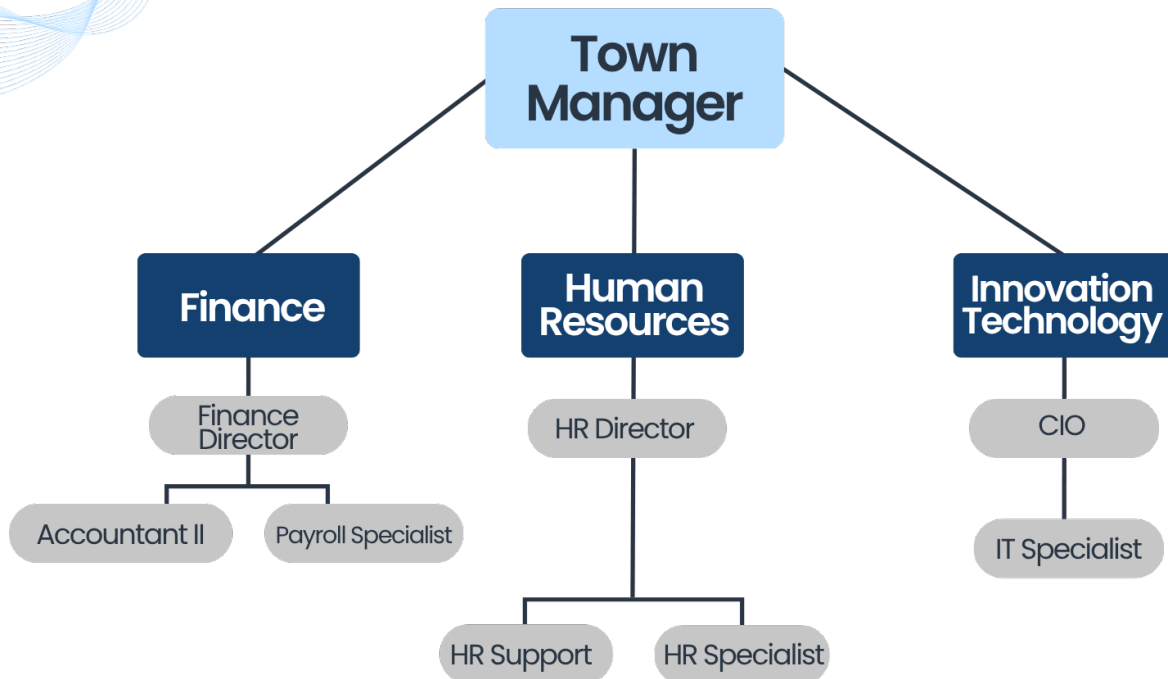 Town
Manager
Finance
Human
Resources
Innovation
Technology
Finance
Director
HR Director
CIO
Accountant II
Payroll Specialist
IT Specialist
HR Support
HR Specialist